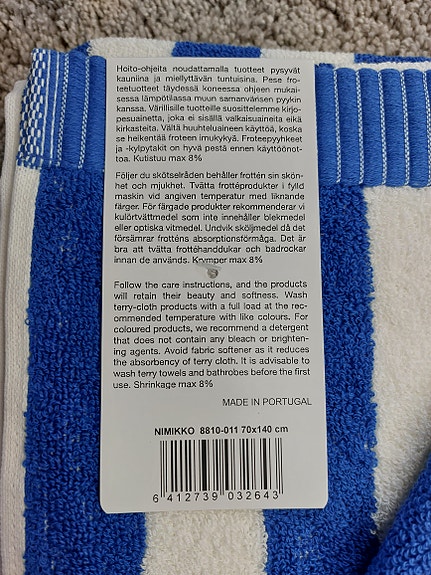 Hoito-ohjeita noudattamalla tuotteet pysyvät
kauniina ja miellyttävän tuntuisina. Pese fro-
teetuotteet täydessä koneessa ohjeen mukai-
sessa lämpötilassa muun samanvärisen pyykin
kanssa. Värillisille tuotteille suosittelemme kirjo-
pesuainetta, joka ei sisällä valkaisuaineita eikä
kirkasteita. Vältä huuhteluaineen käyttöä, koska
se heikentää froteen imukykyä. Froteepyyhkeet
ja -kylpytakit on hyvä pestä ennen käyttöönot-
toa. Kutistuu max 8%
Följer du skötselråden behåller frottén sin skön-
het och mjukhet. Tvätta frottéprodukter i fylld
maskin vid angiven temperatur med liknande
färger. För färgade produkter rekommenderar vi
kulörtvättmedel som inte innehåller blekmedel
eller optiska vitmedel. Undvik sköljmedel då det
försämrar frotténs absorptionsförmåga. Det är
bra att tvätta frottéhanddukar och badrockar
innan de används. Krymper max 8%
Follow the care instructions, and the products
will retain their beauty and softness. Wash
terry-cloth products with a full load at the rec-
ommended temperature with like colours. For
coloured products, we recommend a detergent
that does not contain any bleach or brighten-
ing agents. Avoid fabric softener as it reduces
the absorbency of terry cloth. It is advisable to
wash terry towels and bathrobes before the first
use. Shrinkage max 8%
MADE IN PORTUGAL
NIMIKKO 8810-011 70x140 cm
6 412739 032643